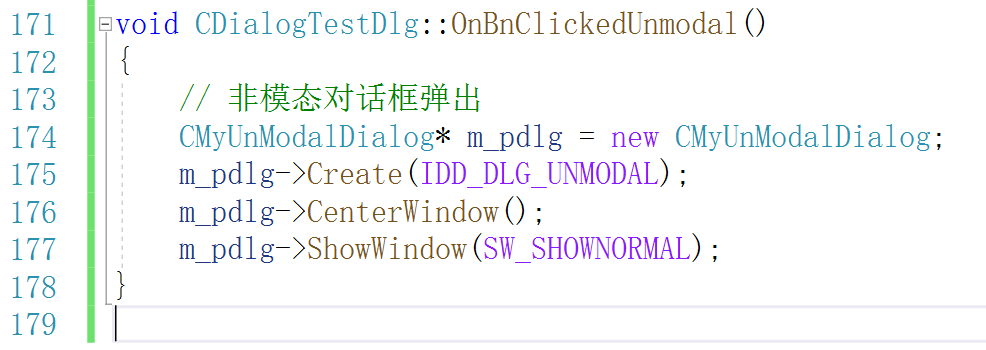 171 void CDialogTestDlg::OnBnClickedUnmodal()
172 {
173 // 非模态对话框弹出
174 CMyUnModalDialog* m_pdlg = new CMyUnModalDialog;
175 m_pdlg->Create(IDD_DLG_UNMODAL);
176 m_pdlg->CenterWindow();
177 m_pdlg->ShowWindow(SW_SHOWNORMAL);
178 }
179